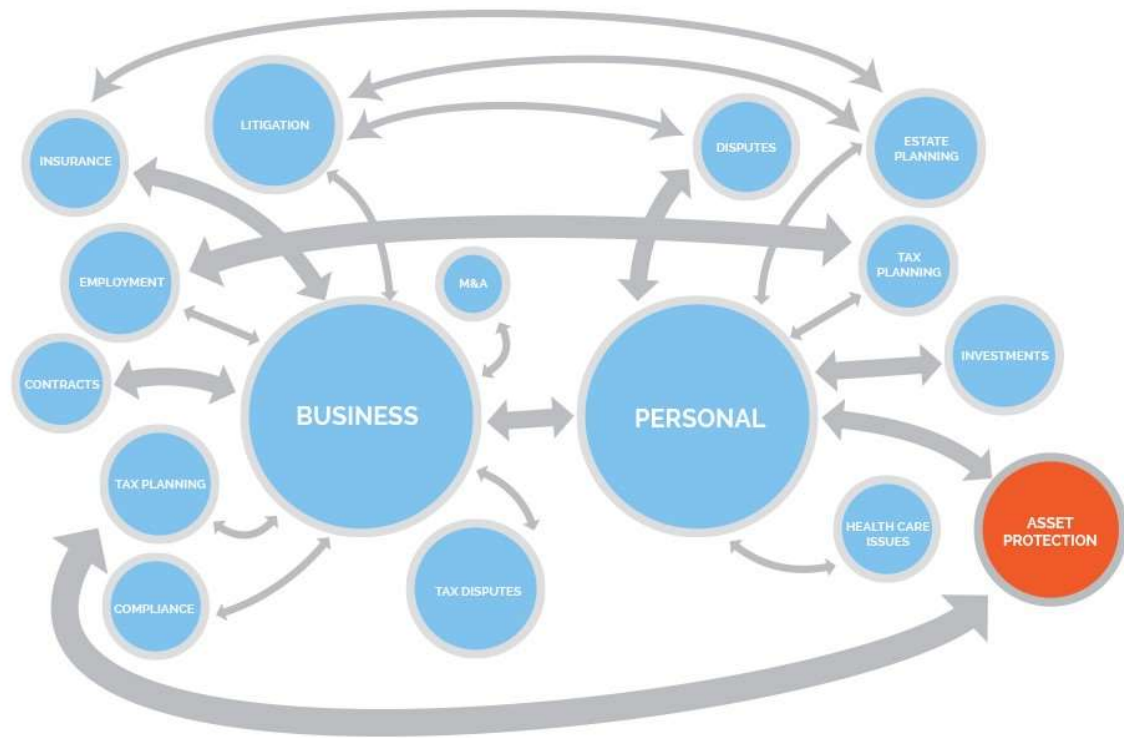 LITIGATION
INSURANCE
DISPUTES
ESTATE
PLANNING
EMPLOYMENT
M&A
TAX
PLANNING
CONTRACTS
INVESTMENTS
BUSINESS
PERSONAL
TAX PLANNING
HEALTH CARE
ISSUES
ASSET
PROTECTION
COMPLIANCE
TAX DISPUTES